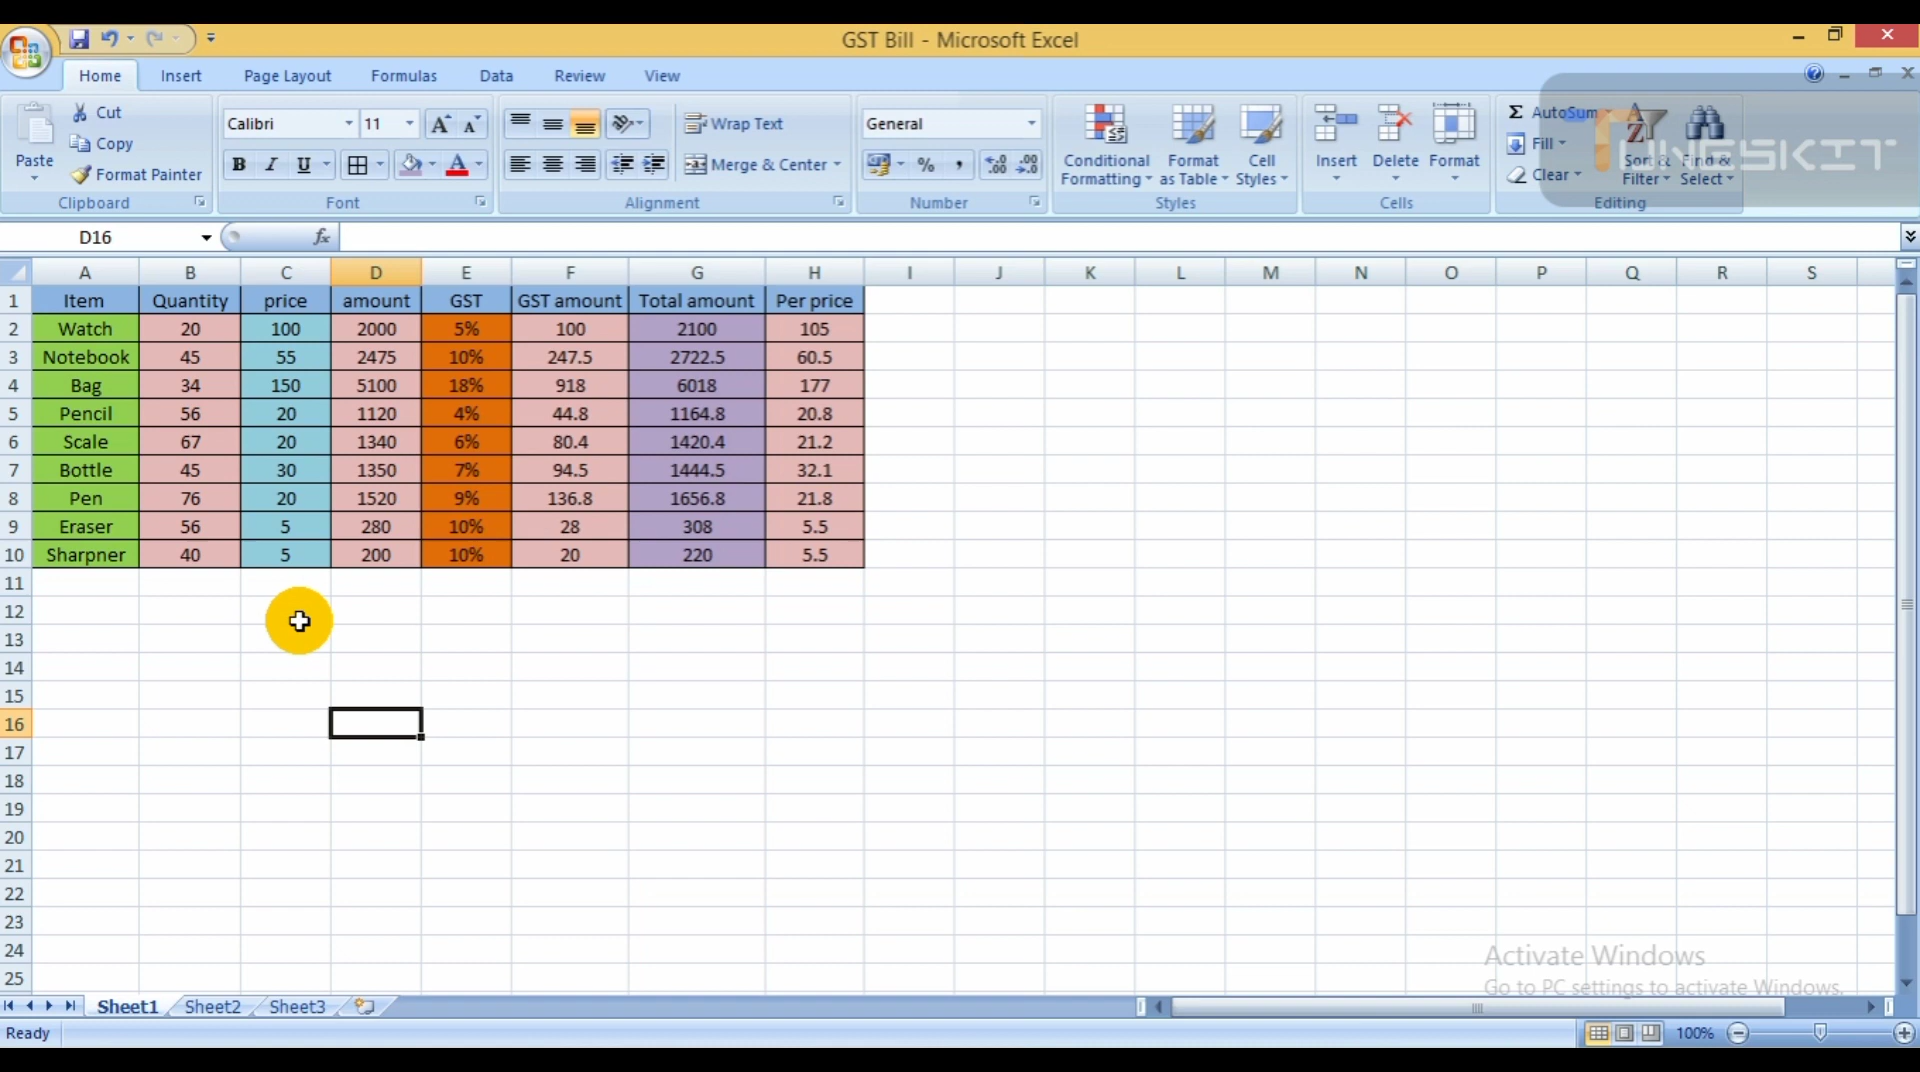 GST Bill - Microsoft Excel
Home Insert Page Layout Formulas Data Review View
Paste
Cut
Copy
Format Painter
Clipboard
Calibri 11
B I U A
Font
Wrap Text
Merge & Center
Alignment
General
% ,
Number
Conditional Formatting
Format as Table
Cell Styles
Styles
Insert Delete Format
Cells
Σ AutoSum
Fill
Clear
Sort & Filter
Find & Select
Editing
D16 fx
A B C D E F G H I J K L M N O P Q R S
1 Item Quantity price amount GST GST amount Total amount Per price
2 Watch 20 100 2000 5% 100 2100 105
3 Notebook 45 55 2475 10% 247.5 2722.5 60.5
4 Bag 34 150 5100 18% 918 6018 177
5 Pencil 56 20 1120 4% 44.8 1164.8 20.8
6 Scale 67 20 1340 6% 80.4 1420.4 21.2
7 Bottle 45 30 1350 7% 94.5 1444.5 32.1
8 Pen 76 20 1520 9% 136.8 1656.8 21.8
9 Eraser 56 5 280 10% 28 308 5.5
10 Sharpner 40 5 200 10% 20 220 5.5
11
12
13
14
15
16
17
18
19
20
21
22
23
24
25
Activate Windows
Go to PC settings to activate Windows.
Sheet1 Sheet2 Sheet3
Ready 100%